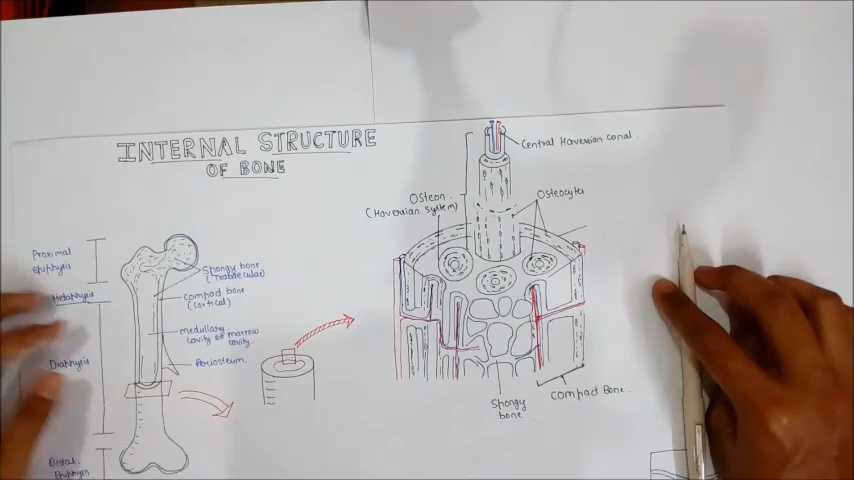 INTERNAL STRUCTURE
OF BONE
Central Haversian canal.
Osteon.
(Haversian system)
Osteocytes
Proximal
epiphysis
Metaphysis
Diaphysis
Distal
Epiphysis
Spongy bone
(Trabecular)
compact bone
(cortical)
medullary
cavity or marrow
cavity
Periosteum.
Spongy
bone
compact Bone.